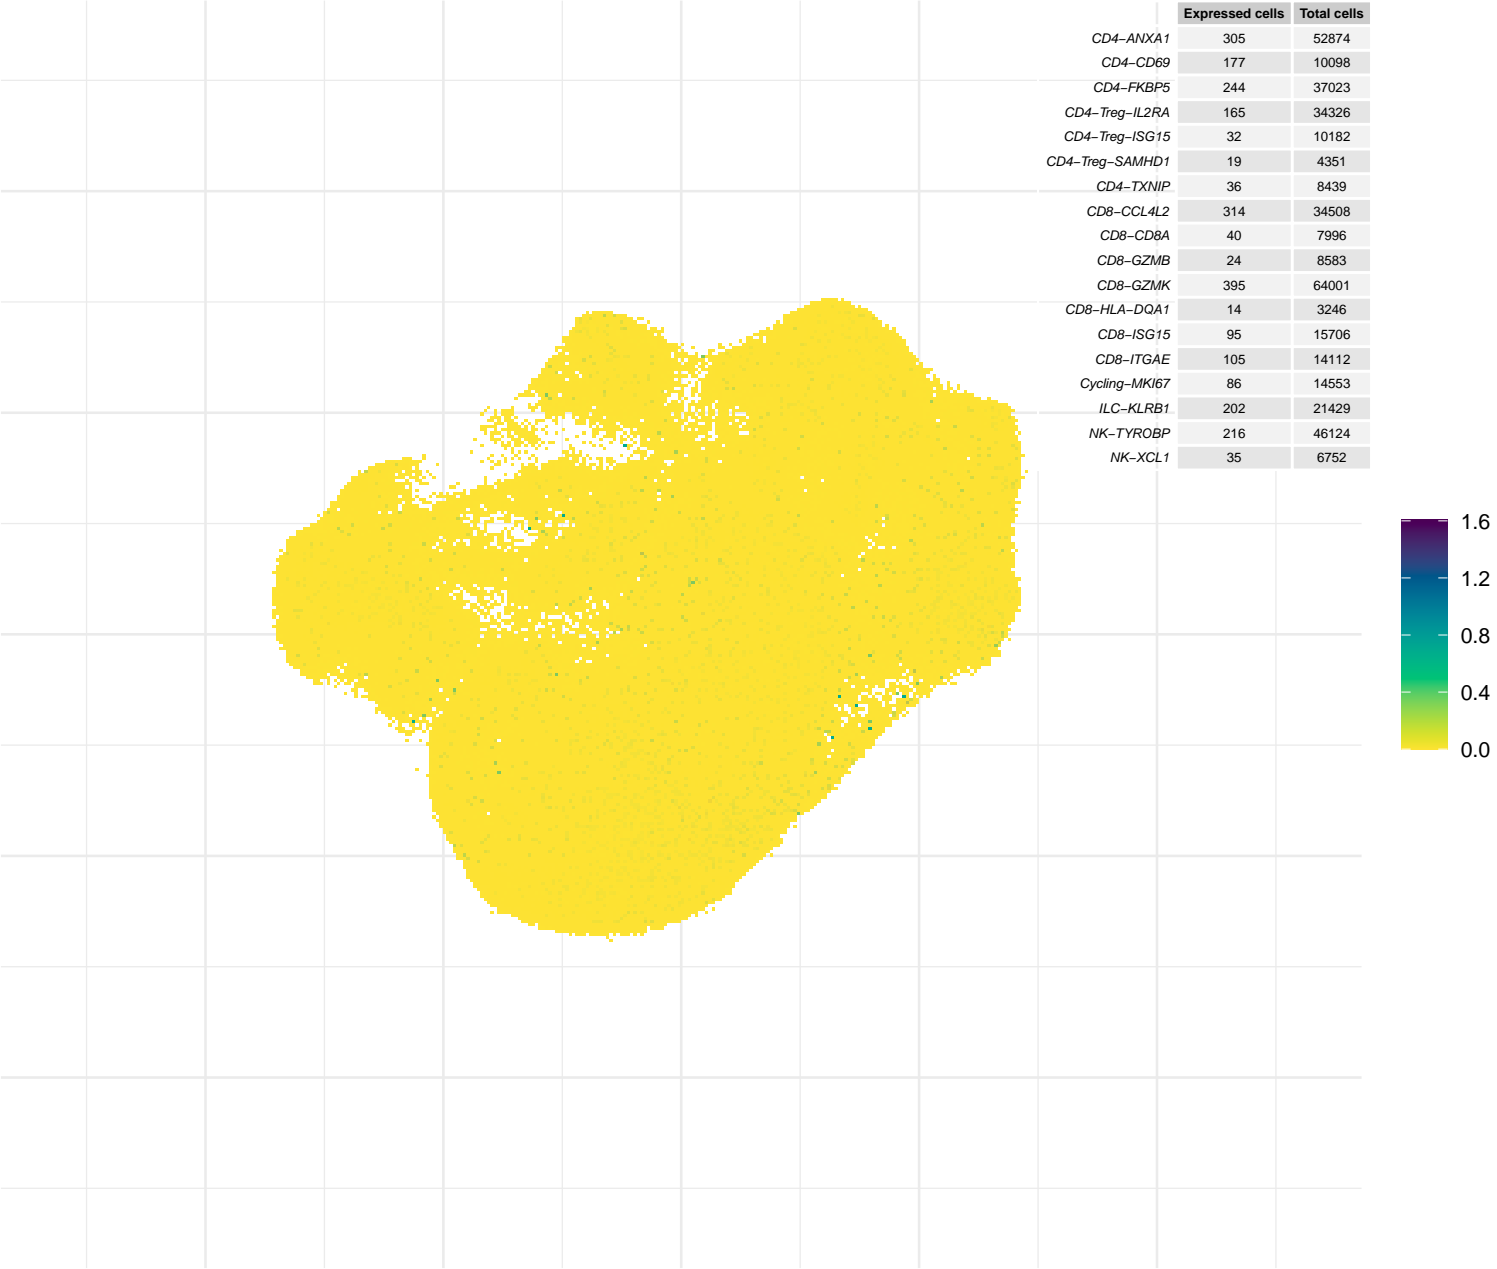 Expressed cells Total cells
CD4−ANXA1 305 52874
CD4−CD69 177 10098
CD4−FKBP5 244 37023
CD4−Treg−IL2RA 165 34326
CD4−Treg−ISG15 32 10182
CD4−Treg−SAMHD1 19 4351
CD4−TXNIP 36 8439
CD8−CCL4L2 314 34508
CD8−CD8A 40 7996
CD8−GZMB 24 8583
CD8−GZMK 395 64001
CD8−HLA−DQA1 14 3246
CD8−ISG15 95 15706
CD8−ITGAE 105 14112
Cycling−MKI67 86 14553
ILC−KLRB1 202 21429
NK−TYROBP 216 46124
NK−XCL1 35 6752
1.6
1.2
0.8
0.4
0.0